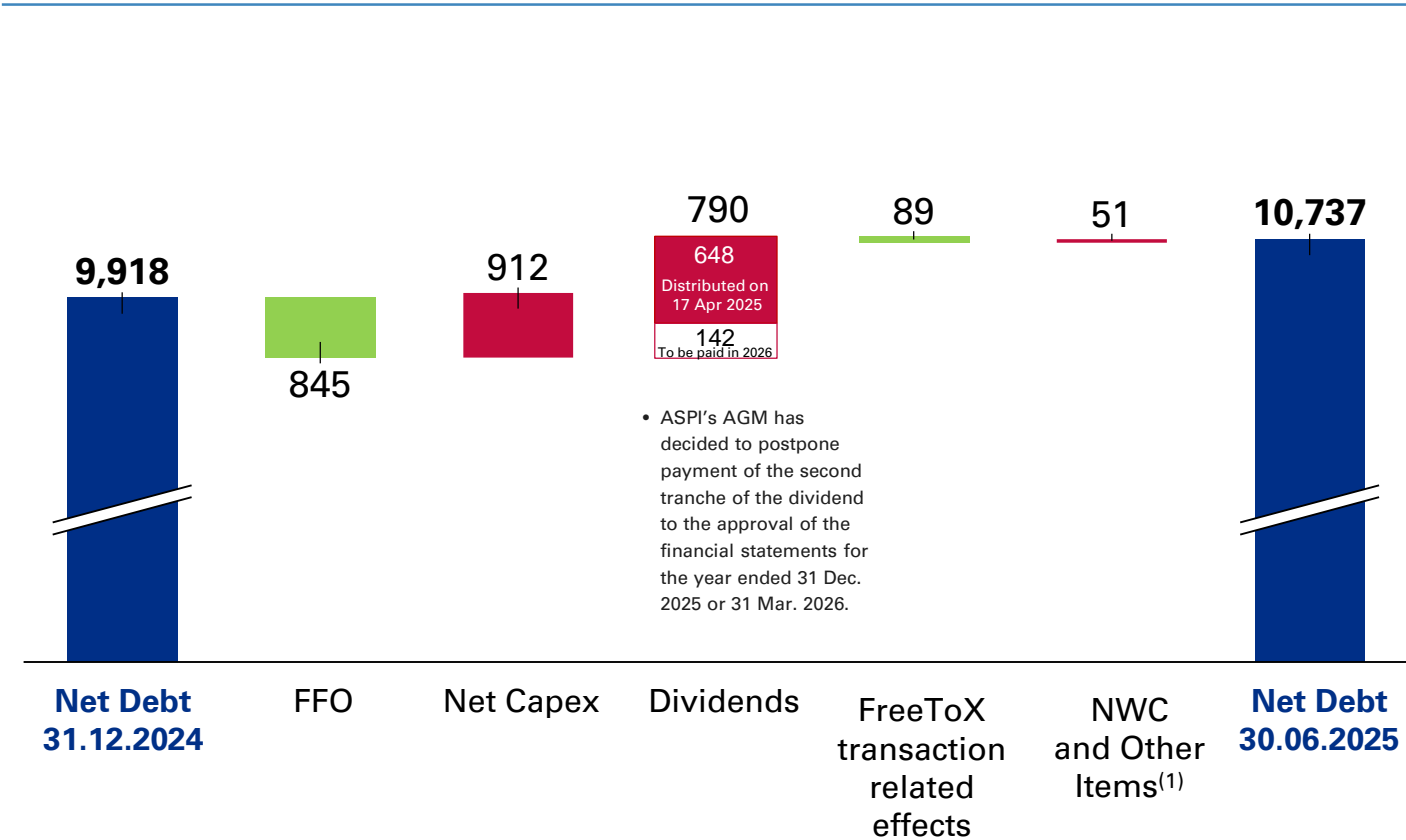 790
89
51
10,737
9,918
912
648
Distributed on
17 Apr 2025
142
To be paid in 2026
845
• ASPI's AGM has
decided to postpone
payment of the second
tranche of the dividend
to the approval of the
financial statements for
the year ended 31 Dec.
2025 or 31 Mar. 2026.
Net Debt
31.12.2024
FFO
Net Capex
Dividends
FreeToX
transaction
related
effects
NWC
and Other
Items(1)
Net Debt
30.06.2025